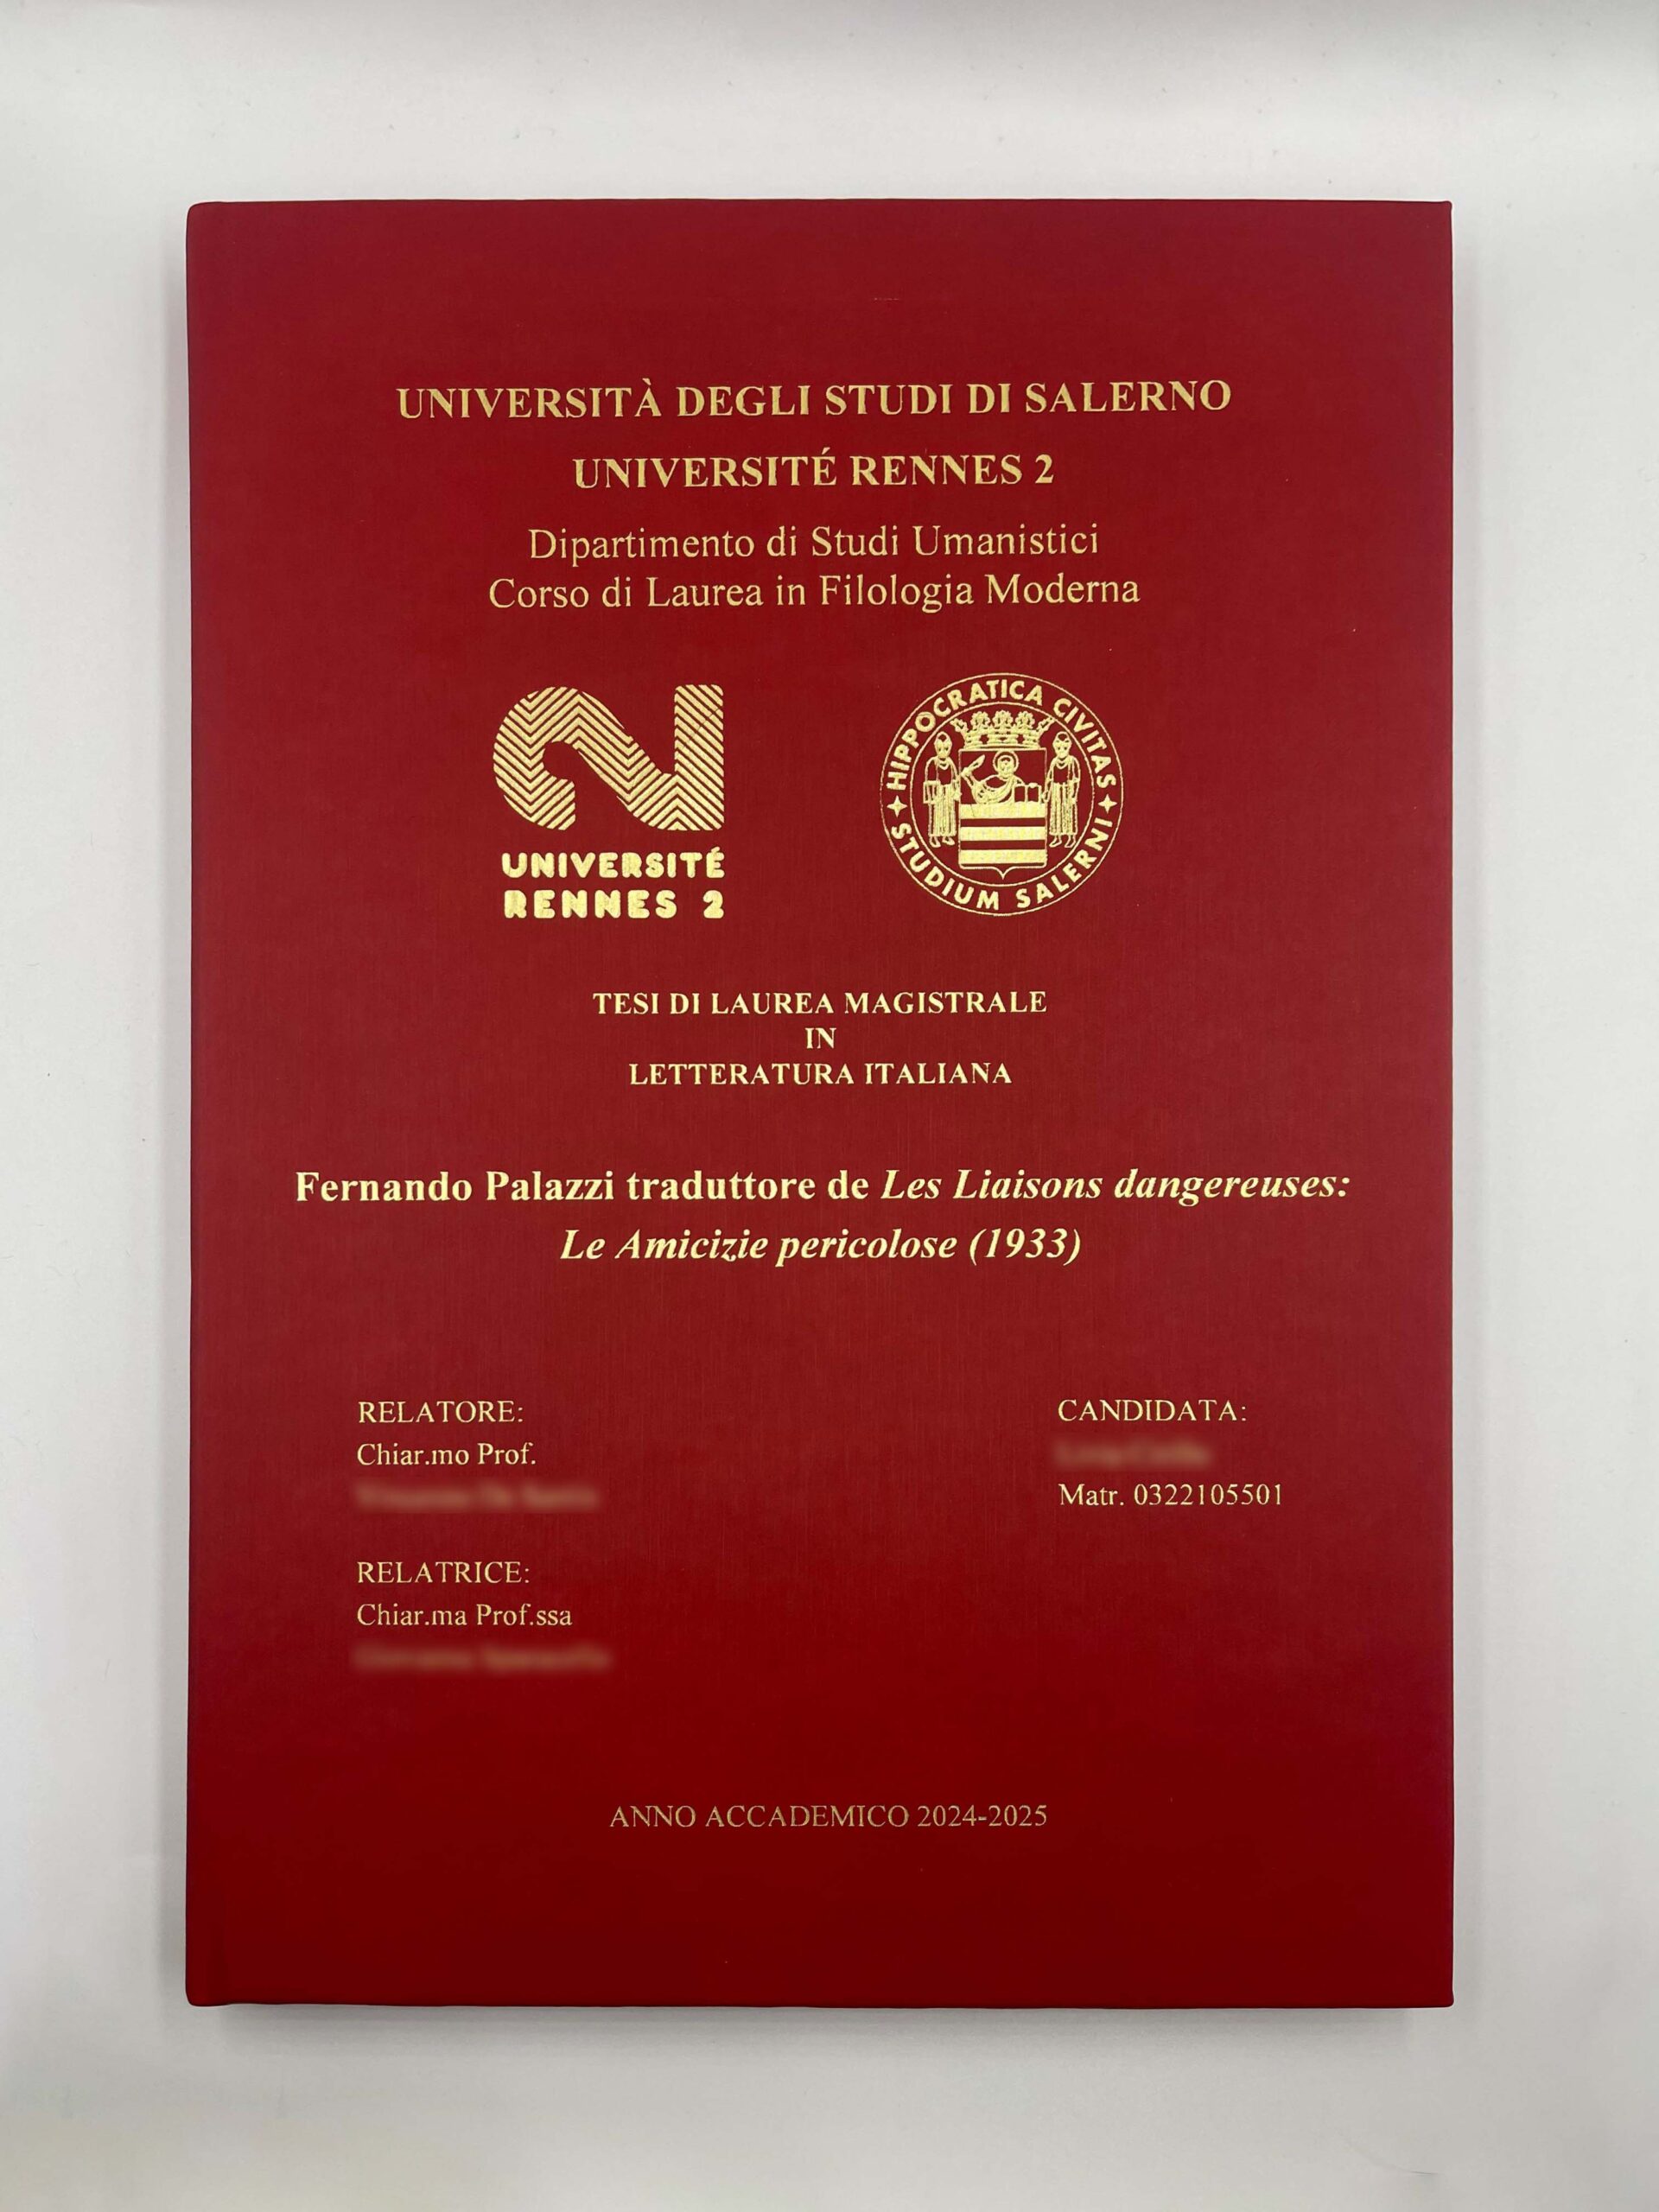 UNIVERSITÀ DEGLI STUDI DI SALERNO
UNIVERSITÉ RENNES 2
Dipartimento di Studi Umanistici
Corso di Laurea in Filologia Moderna
UNIVERSITÉ
RENNES 2
HIPPOCRATICA CIVITAS
STUDIUM SALERNI
TESI DI LAUREA MAGISTRALE
IN
LETTERATURA ITALIANA
Fernando Palazzi traduttore de Les Liaisons dangereuses:
Le Amicizie pericolose (1933)
RELATORE:
Chiar.mo Prof.
CANDIDATA:
Matr. 0322105501
RELATRICE:
Chiar.ma Prof.ssa
ANNO ACCADEMICO 2024-2025